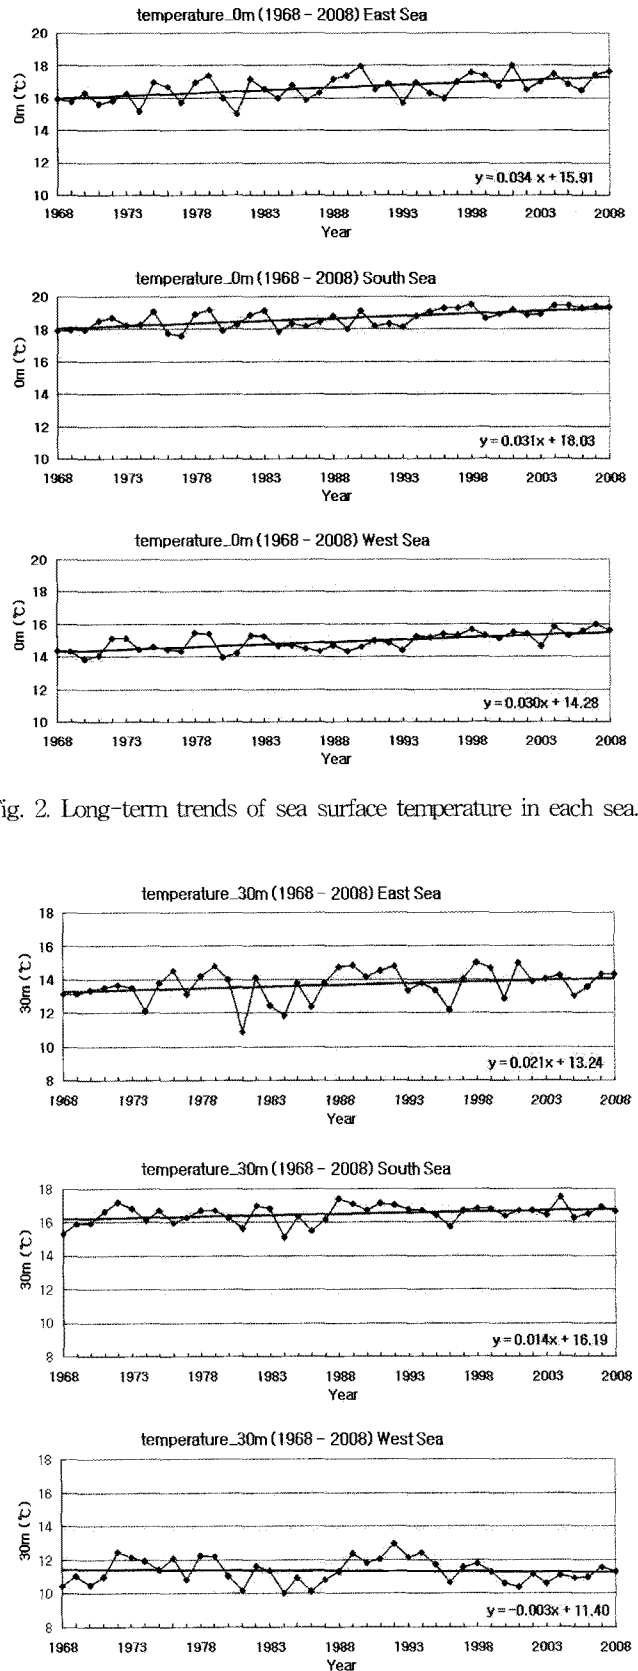 temperature_0m (1968 - 2008) East Sea
20
18
16
14
12
10
0m (℃)
y = 0.034 x + 15.91
1968 1973 1978 1983 1988 1993 1998 2003 2008
Year
temperature_0m (1968 - 2008) South Sea
20
18
16
14
12
10
0m (℃)
y = 0.031x + 18.03
1968 1973 1978 1983 1988 1993 1998 2003 2008
Year
temperature_0m (1968 - 2008) West Sea
20
18
16
14
12
10
0m (℃)
y = 0.030x + 14.28
1968 1973 1978 1983 1988 1993 1998 2003 2008
Year
ig. 2. Long-term trends of sea surface temperature in each sea.
temperature_30m (1968 - 2008) East Sea
18
16
14
12
10
8
30m (℃)
y = 0.021x + 13.24
1968 1973 1978 1983 1988 1993 1998 2003 2008
Year
temperature_30m (1968 - 2008) South Sea
18
16
14
12
10
8
30m (℃)
y = 0.014x + 16.19
1968 1973 1978 1983 1988 1993 1998 2003 2008
Year
temperature_30m (1968 - 2008) West Sea
18
16
14
12
10
8
30m (℃)
y = -0.003x + 11.40
1968 1973 1978 1983 1988 1993 1998 2003 2008
Year